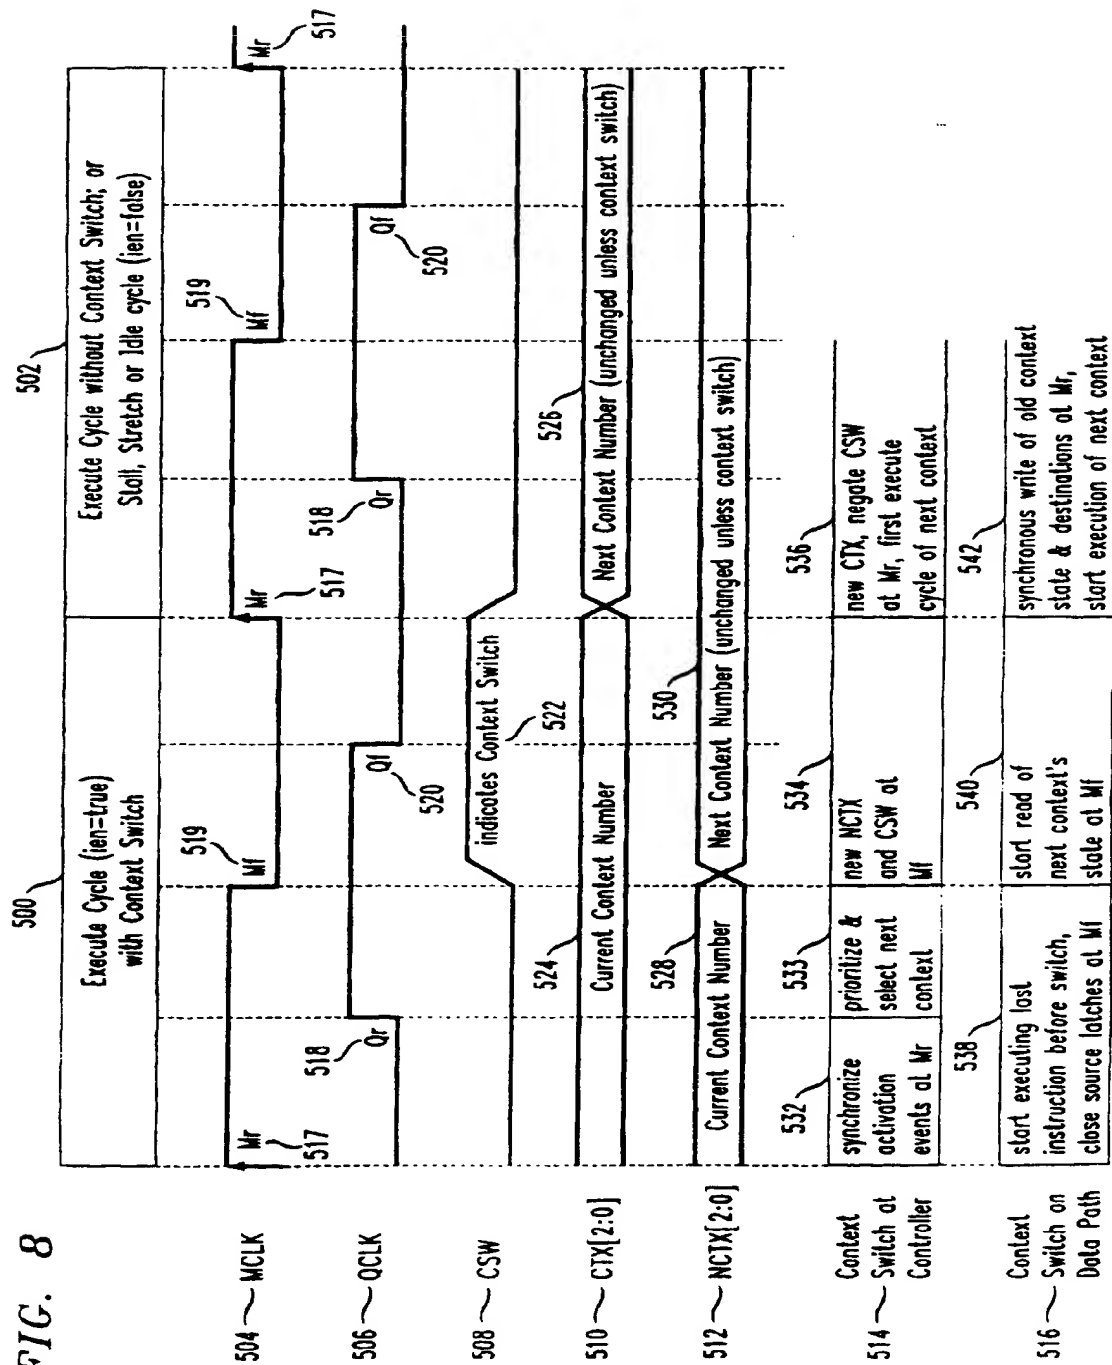 FIG. 8
500
Execute Cycle (ien=true)
with Context Switch
502
Execute Cycle without Context Switch; or
Stall, Stretch or Idle cycle (ien=false)
504 MCLK
Mr
517
519
Mf
Mr
517
519
Mf
Mr
517
506 QCLK
518
Qr
Qf
520
518
Qr
Qf
520
508 CSW
indicates Context Switch
522
510 CTX[2:0]
524
Current Context Number
526
Next Context Number (unchanged unless context switch)
512 NCTX[2:0]
528
Current Context Number
530
Next Context Number (unchanged unless context switch)
514
Context
Switch at
Controller
532
synchronize
activation
events at Mr
533
prioritize &
select next
context
534
new NCTX
and CSW at
Mf
536
new CTX, negate CSW
at Mr, first execute
cycle of next context
516
Context
Switch on
Data Path
538
start executing last
instruction before switch,
close source latches at Mf
540
start read of
next context's
state at Mf
542
synchronous write of old context
state & destinations at Mr,
start execution of next context